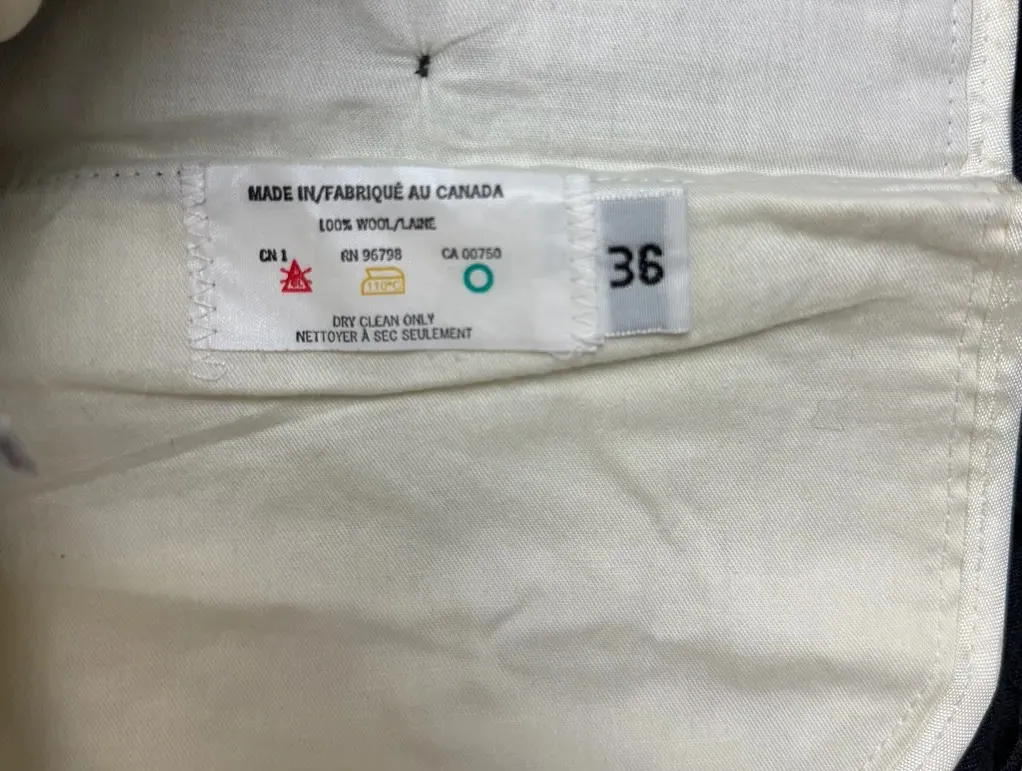 MADE IN/FABRIQUÉ AU CANADA
100% WOOL/LAINE
CN 1 RN 96798 CA 00750
CL 110°C
DRY CLEAN ONLY
NETTOYER À SEC SEULEMENT
36